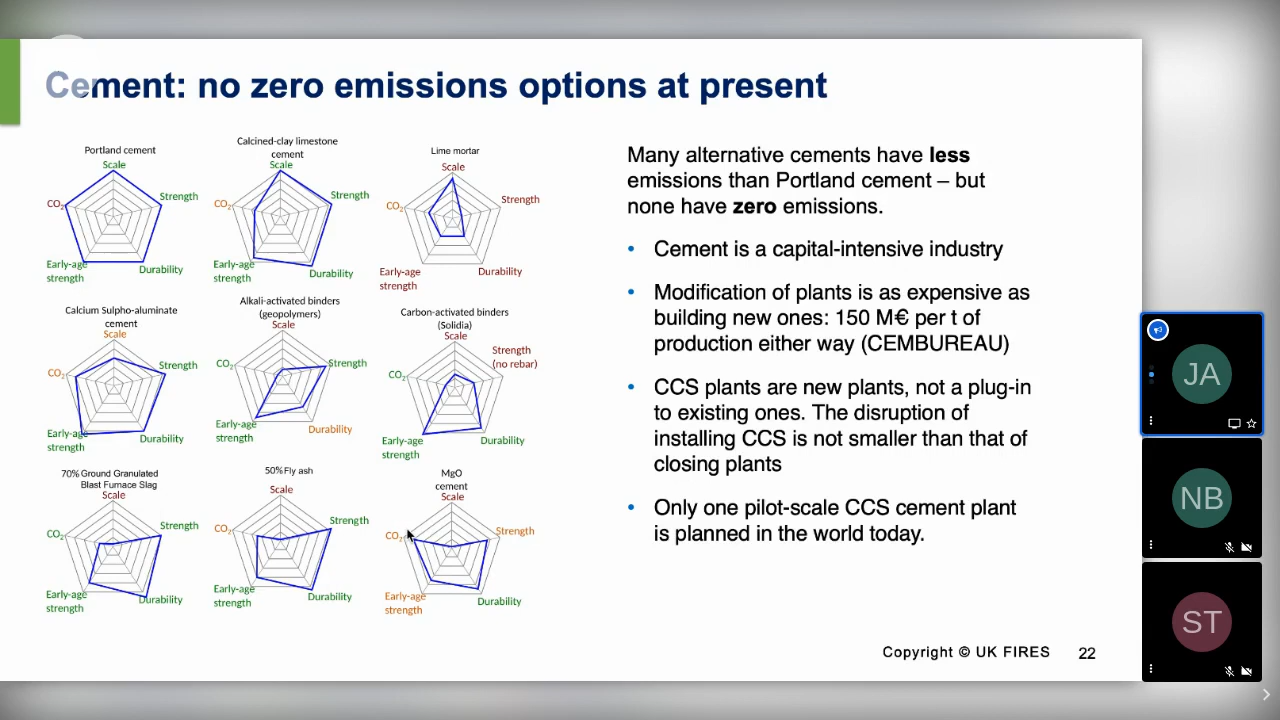 Cement: no zero emissions options at present
Portland cement
Scale
CO₂
Strength
Early-age
strength
Durability
Calcined-clay limestone
cement
Scale
CO₂
Strength
Early-age
strength
Durability
Lime mortar
Scale
CO₂
Strength
Early-age
strength
Durability
Calcium Sulpho-aluminate
cement
Scale
CO₂
Strength
Early-age
strength
Durability
Alkali-activated binders
(geopolymers)
Scale
CO₂
Strength
Early-age
strength
Durability
Carbon-activated binders
(Solidia)
Scale
Strength
(no rebar)
CO₂
Early-age
strength
Durability
70% Ground Granulated
Blast Furnace Slag
Scale
CO₂
Strength
Early-age
strength
Durability
50% Fly ash
Scale
CO₂
Strength
Early-age
strength
Durability
MgO
cement
Scale
CO₂
Strength
Early-age
strength
Durability
Many alternative cements have less
emissions than Portland cement – but
none have zero emissions.
• Cement is a capital-intensive industry
• Modification of plants is as expensive as
building new ones: 150 M€ per t of
production either way (CEMBUREAU)
• CCS plants are new plants, not a plug-in
to existing ones. The disruption of
installing CCS is not smaller than that of
closing plants
• Only one pilot-scale CCS cement plant
is planned in the world today.
Copyright © UK FIRES 22
JA
NB
ST